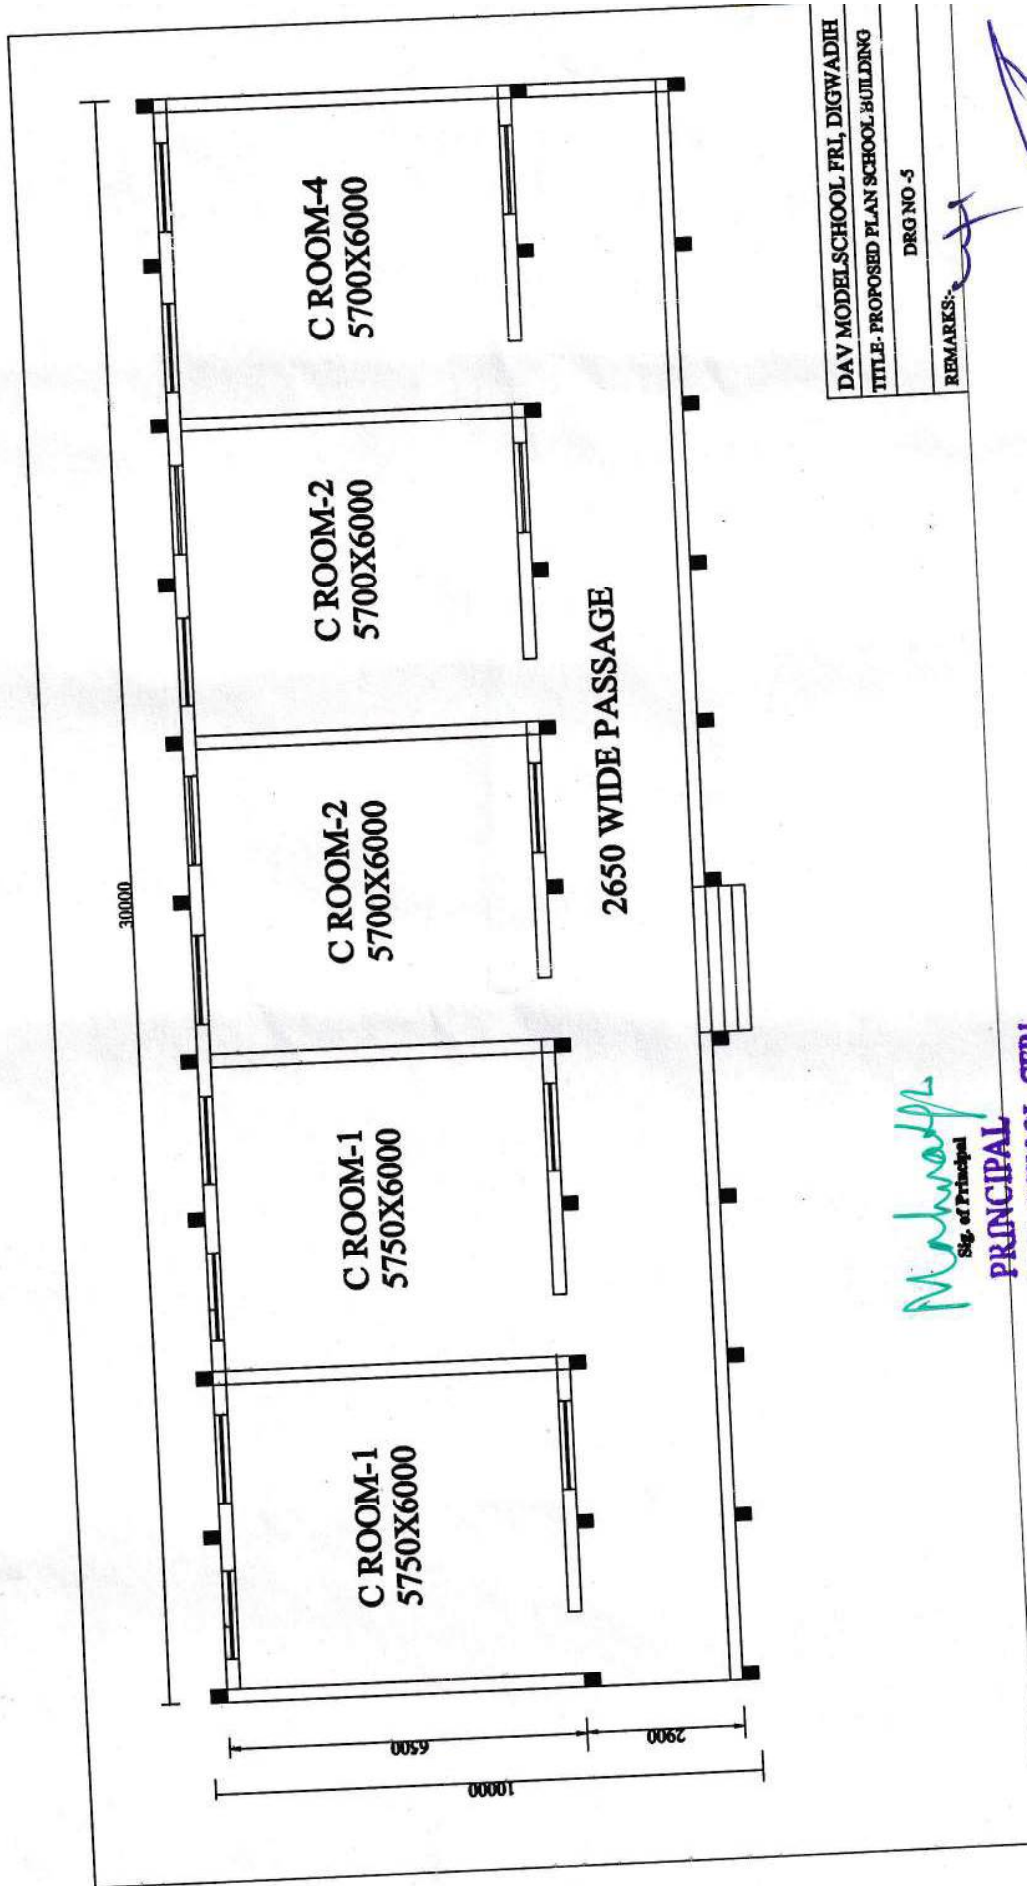 30000
C ROOM-1
5750X6000
C ROOM-1
5750X6000
C ROOM-2
5700X6000
C ROOM-2
5700X6000
C ROOM-4
5700X6000
2650 WIDE PASSAGE
6500
2900
10000
DAV MODELSCHOOL FRI, DIGWADIH
TITLE- PROPOSED PLAN SCHOOL BUILDING
DRG NO -5
REMARKS:-
Sig. of Principal
PRINCIPAL